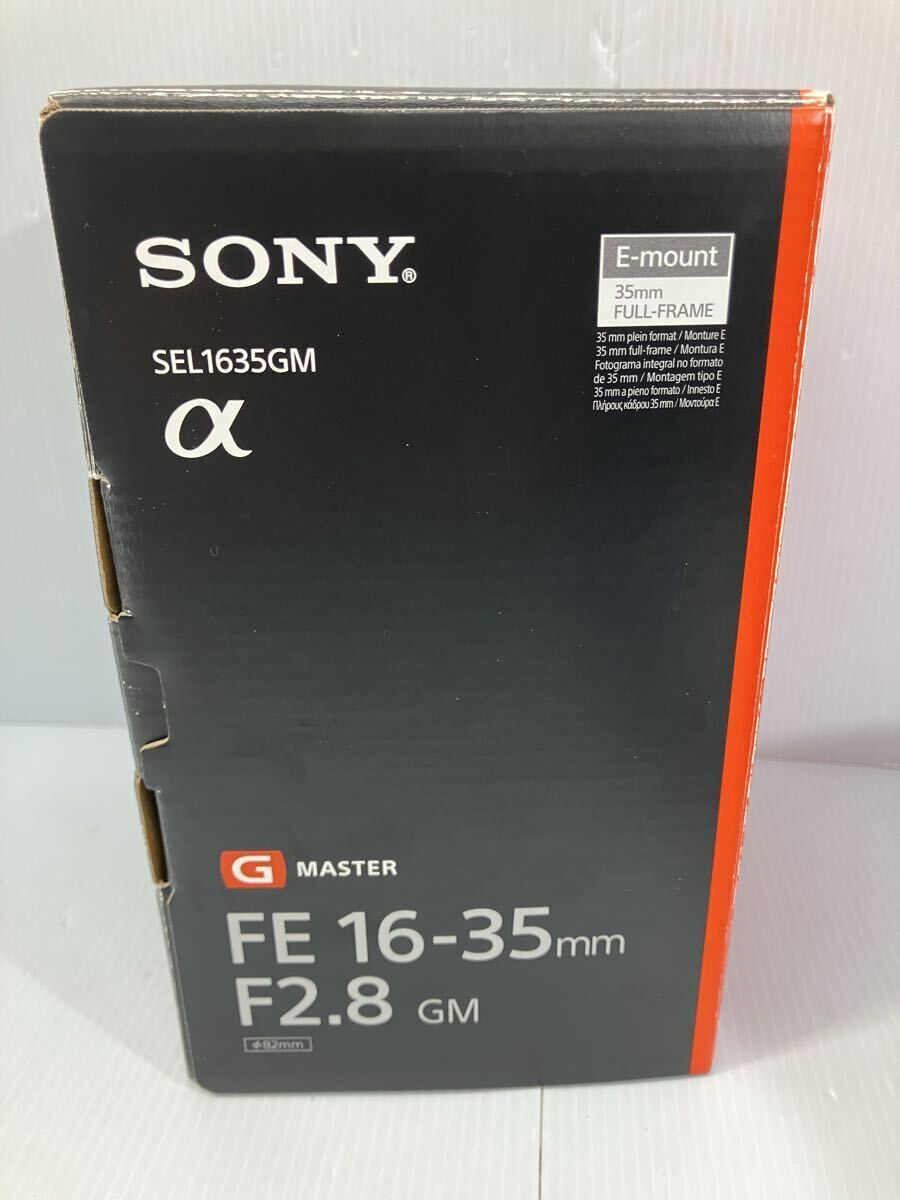 SONY®
SEL1635GM
α
E-mount
35mm
FULL-FRAME
35 mm plein format / Monture E
35 mm full-frame / Montura E
Fotograma integral no formato
de 35 mm / Montagem tipo E
35 mm a pieno formato / Innesto E
Πλήρους κάδρου 35 mm / Μοντούρα E
G MASTER
FE 16-35mm
F2.8 GM
φ82mm